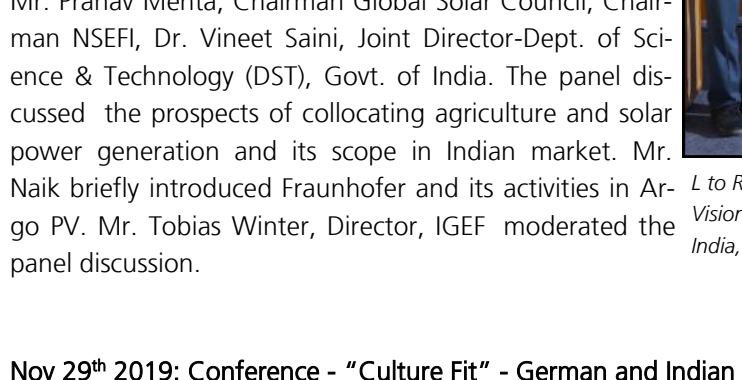 Mr. Pranav Mehta, Chairman Global Solar Council, Chair-
man NSEFI, Dr. Vineet Saini, Joint Director-Dept. of Sci-
ence & Technology (DST), Govt. of India. The panel dis-
cussed the prospects of collocating agriculture and solar
power generation and its scope in Indian market. Mr.
Naik briefly introduced Fraunhofer and its activities in Ar-
go PV. Mr. Tobias Winter, Director, IGEF moderated the
panel discussion.
L to R
Vision
India,
Nov 29th 2019: Conference - “Culture Fit” - German and Indian